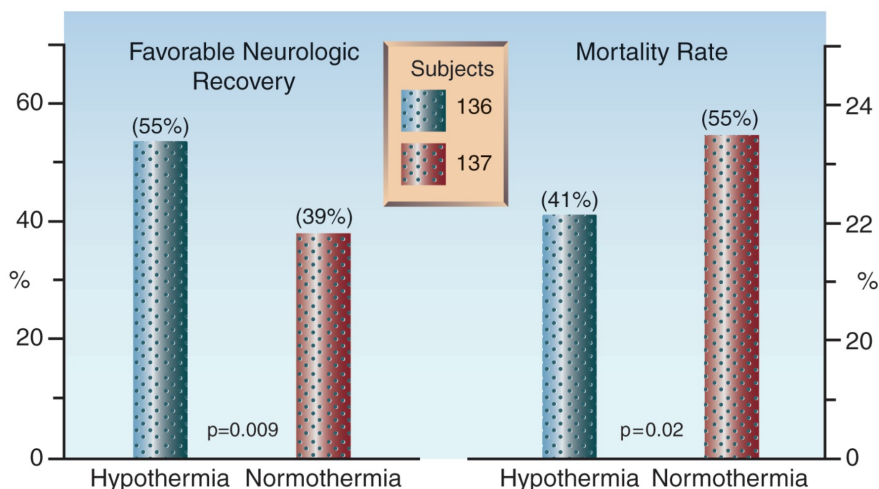 Favorable Neurologic
Recovery
Subjects
136
137
Mortality Rate
60
40
%
20
0
(55%)
(39%)
p=0.009
Hypothermia Normothermia
24
22
%
20
0
(41%)
(55%)
p=0.02
Hypothermia Normothermia